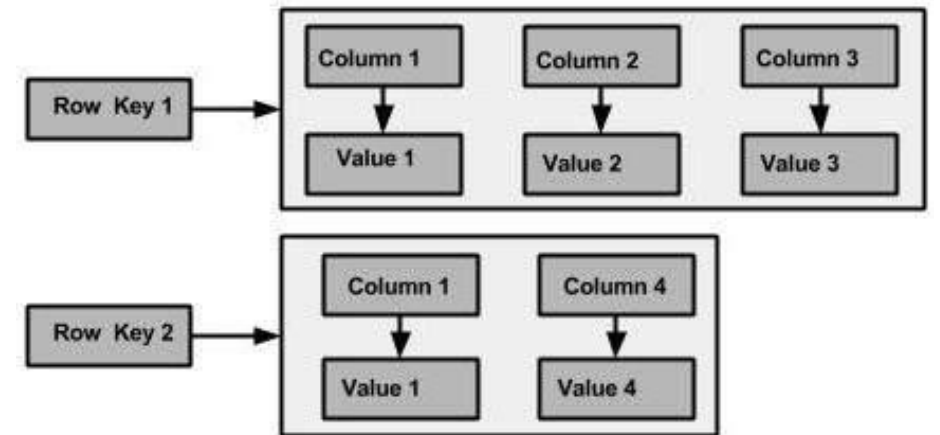 Column 1
Column 2
Column 3
Row Key 1
Value 1
Value 2
Value 3
Column 1
Column 4
Row Key 2
Value 1
Value 4